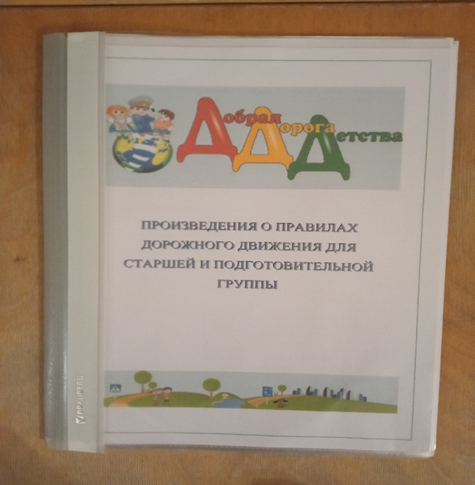 Добрая Дорога Детства
ПРОИЗВЕДЕНИЯ О ПРАВИЛАХ
ДОРОЖНОГО ДВИЖЕНИЯ ДЛЯ
СТАРШЕЙ И ПОДГОТОВИТЕЛЬНОЙ
ГРУППЫ